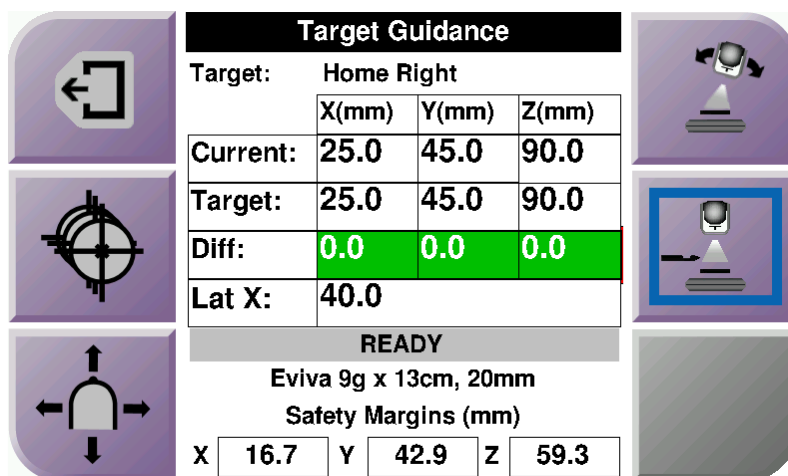 Target Guidance
Target: Home Right
X(mm) Y(mm) Z(mm)
Current: 25.0 45.0 90.0
Target: 25.0 45.0 90.0
Diff: 0.0 0.0 0.0
Lat X: 40.0
READY
Eviva 9g x 13cm, 20mm
Safety Margins (mm)
X 16.7 Y 42.9 Z 59.3